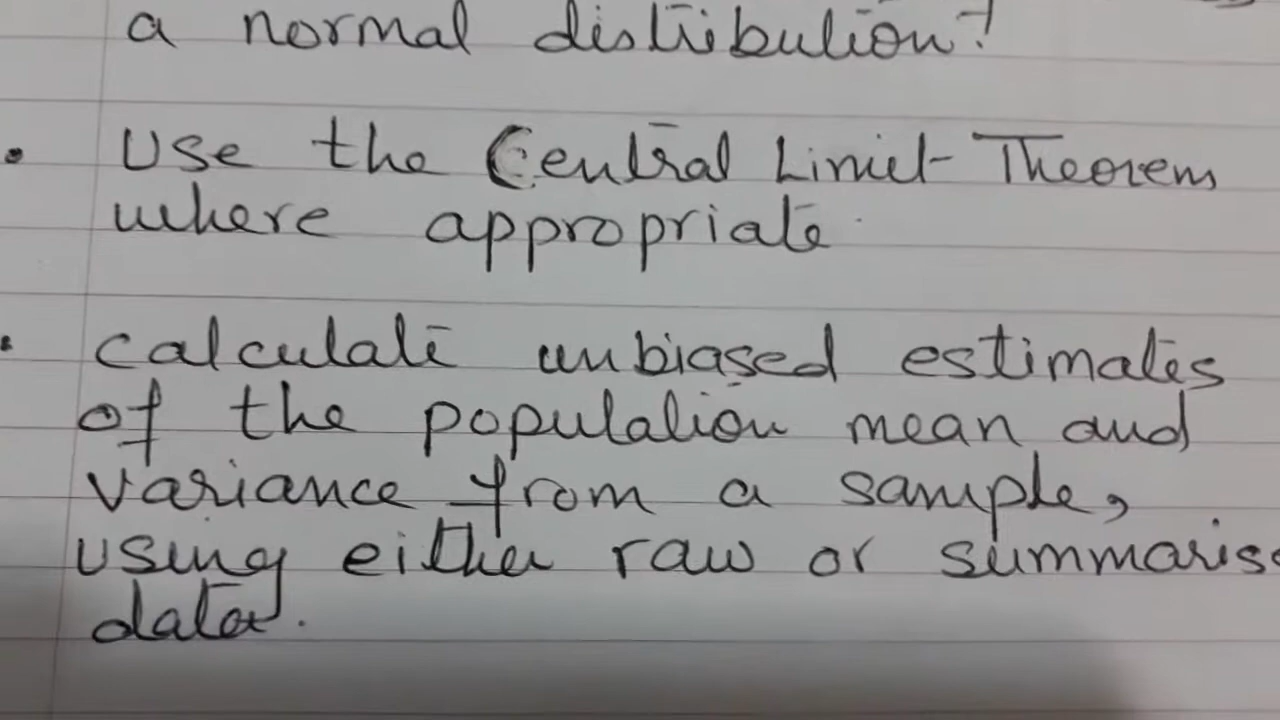 a normal distribution?
Use the Central Limit Theorem
where appropriate
calculate unbiased estimates
of the population mean and
variance from a sample,
using either raw or summaris
data.